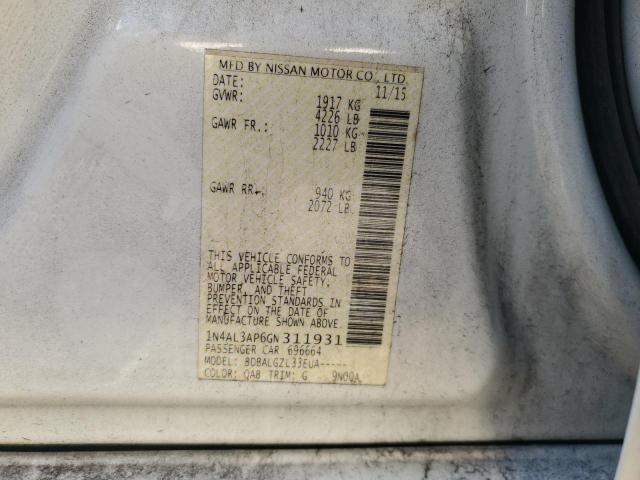 MFD BY NISSAN MOTOR CO., LTD.
DATE: 11/15
GVWR: 1917 KG
4226 LB
GAWR FR.: 1010 KG
2227 LB
GAWR RR.: 940 KG
2072 LB
THIS VEHICLE CONFORMS TO
ALL APPLICABLE FEDERAL
MOTOR VEHICLE SAFETY,
BUMPER, AND THEFT
PREVENTION STANDARDS IN
EFFECT ON THE DATE OF
MANUFACTURE SHOWN ABOVE.
1N4AL3AP6GN311931
PASSENGER CAR 696664
MODEL: BDBALGZL33EUA-----
COLOR: QAB TRIM: G 9N00A